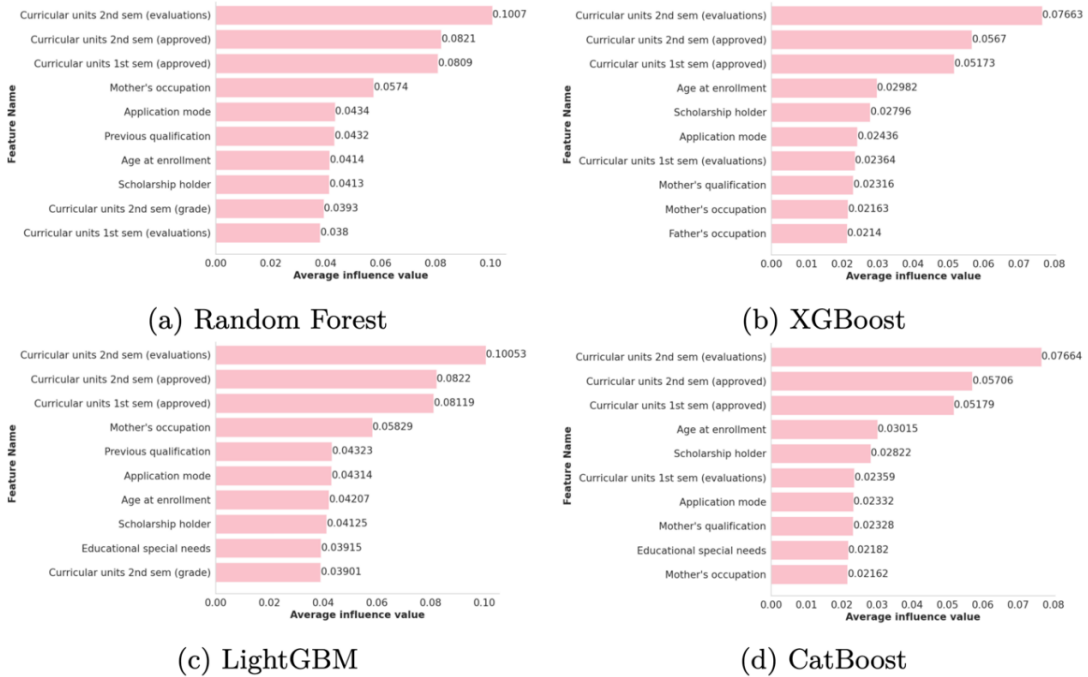 Feature Name
Curricular units 2nd sem (evaluations) 0.1007
Curricular units 2nd sem (approved) 0.0821
Curricular units 1st sem (approved) 0.0809
Mother's occupation 0.0574
Application mode 0.0434
Previous qualification 0.0432
Age at enrollment 0.0414
Scholarship holder 0.0413
Curricular units 2nd sem (grade) 0.0393
Curricular units 1st sem (evaluations) 0.038
0.00 0.02 0.04 0.06 0.08 0.10
Average influence value
(a) Random Forest
Feature Name
Curricular units 2nd sem (evaluations) 0.07663
Curricular units 2nd sem (approved) 0.0567
Curricular units 1st sem (approved) 0.05173
Age at enrollment 0.02982
Scholarship holder 0.02796
Application mode 0.02436
Curricular units 1st sem (evaluations) 0.02364
Mother's qualification 0.02316
Mother's occupation 0.02163
Father's occupation 0.0214
0.00 0.01 0.02 0.03 0.04 0.05 0.06 0.07 0.08
Average influence value
(b) XGBoost
Feature Name
Curricular units 2nd sem (evaluations) 0.10053
Curricular units 2nd sem (approved) 0.0822
Curricular units 1st sem (approved) 0.08119
Mother's occupation 0.05829
Previous qualification 0.04323
Application mode 0.04314
Age at enrollment 0.04207
Scholarship holder 0.04125
Educational special needs 0.03915
Curricular units 2nd sem (grade) 0.03901
0.00 0.02 0.04 0.06 0.08 0.10
Average influence value
(c) LightGBM
Feature Name
Curricular units 2nd sem (evaluations) 0.07664
Curricular units 2nd sem (approved) 0.05706
Curricular units 1st sem (approved) 0.05179
Age at enrollment 0.03015
Scholarship holder 0.02822
Curricular units 1st sem (evaluations) 0.02359
Application mode 0.02332
Mother's qualification 0.02328
Educational special needs 0.02182
Mother's occupation 0.02162
0.00 0.01 0.02 0.03 0.04 0.05 0.06 0.07 0.08
Average influence value
(d) CatBoost